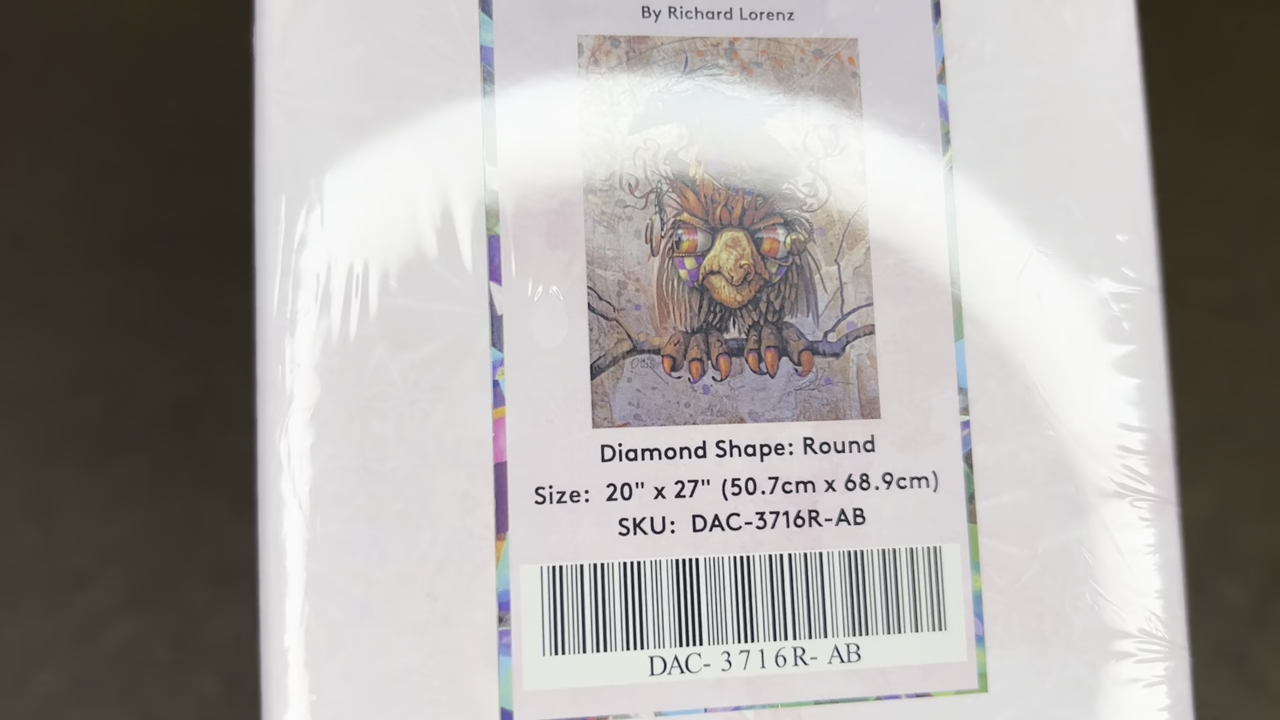 By Richard Lorenz
Diamond Shape: Round
Size: 20" x 27" (50.7cm x 68.9cm)
SKU: DAC-3716R-AB
DAC- 3716R- AB